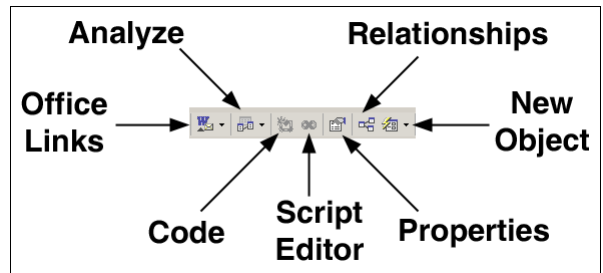 Analyze
Relationships
Office
Links
New
Object
Code
Script
Editor
Properties